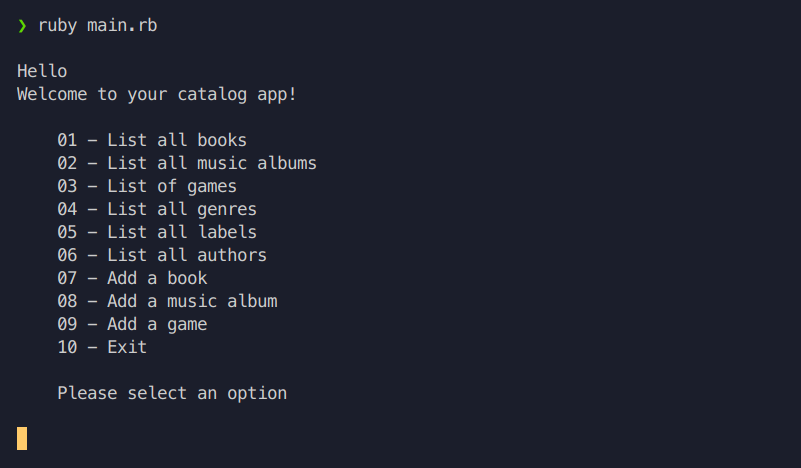 ❯ ruby main.rb
Hello
Welcome to your catalog app!
01 – List all books
02 – List all music albums
03 – List of games
04 – List all genres
05 – List all labels
06 – List all authors
07 – Add a book
08 – Add a music album
09 – Add a game
10 – Exit
Please select an option